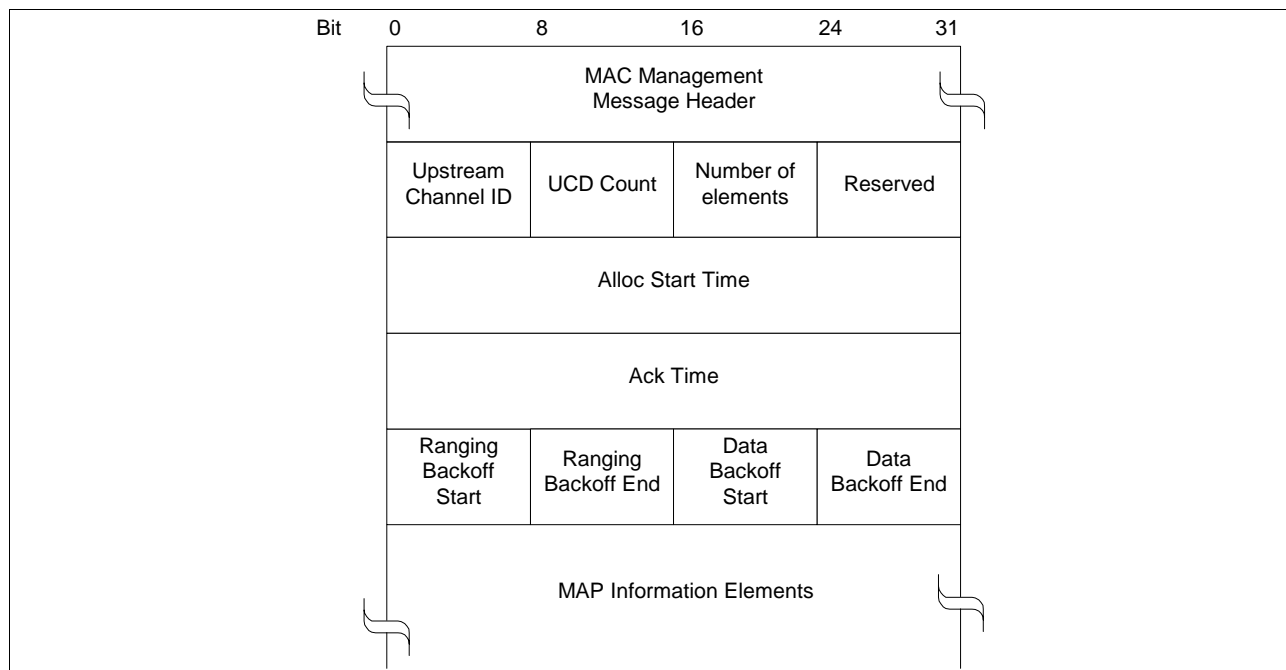 Bit 0 8 16 24 31
MAC Management
Message Header
Upstream
Channel ID
UCD Count
Number of
elements
Reserved
Alloc Start Time
Ack Time
Ranging
Backoff
Start
Ranging
Backoff End
Data
Backoff
Start
Data
Backoff End
MAP Information Elements